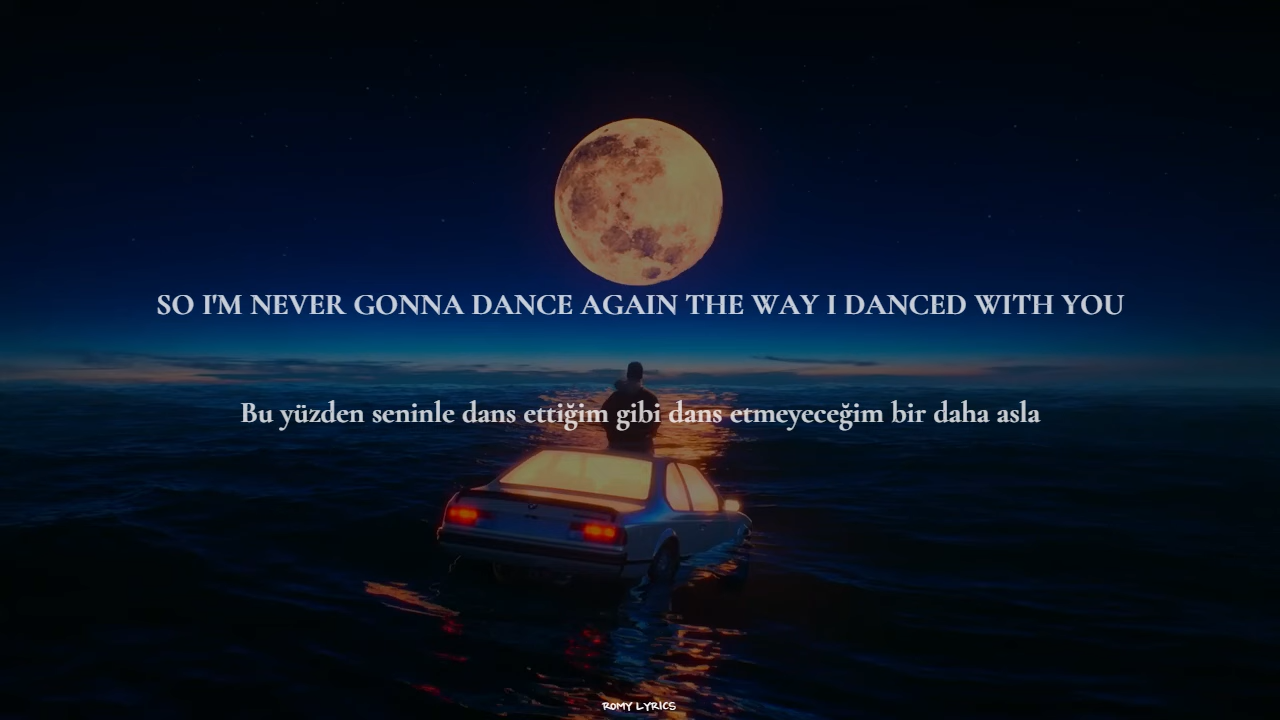 SO I'M NEVER GONNA DANCE AGAIN THE WAY I DANCED WITH YOU
Bu yüzden seninle dans ettiğim gibi dans etmeyeceğim bir daha asla
ROMY LYRICS